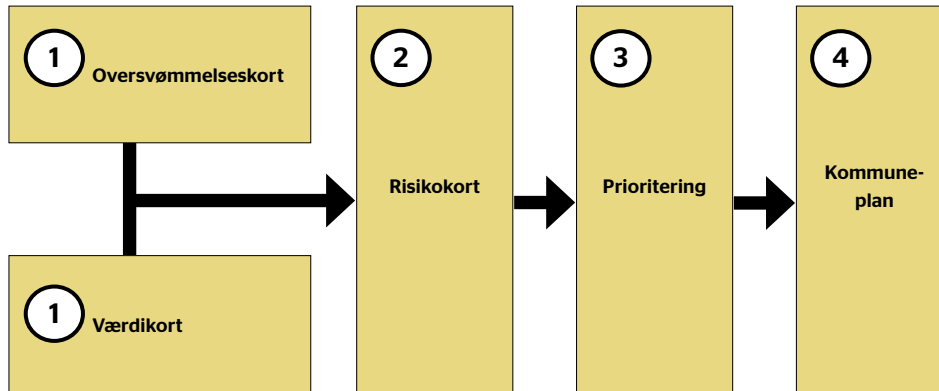 1
Oversvømmelseskort
1
Værdikort
2
Risikokort
3
Prioritering
4
Kommune-
plan